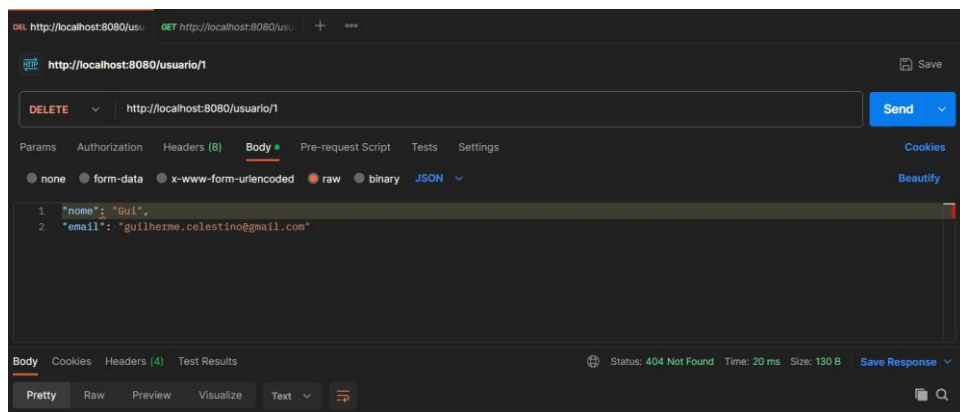 DEL http://localhost:8080/usu GET http://localhost:8080/usu + ooo
HTTP http://localhost:8080/usuario/1 Save
DELETE http://localhost:8080/usuario/1 Send
Params Authorization Headers (8) Body Pre-request Script Tests Settings Cookies
none form-data x-www-form-urlencoded raw binary JSON Beautify
1 "nome": "Gui",
2 "email": "guilherme.celestino@gmail.com"
Body Cookies Headers (4) Test Results Status: 404 Not Found Time: 20 ms Size: 130 B Save Response
Pretty Raw Preview Visualize Text